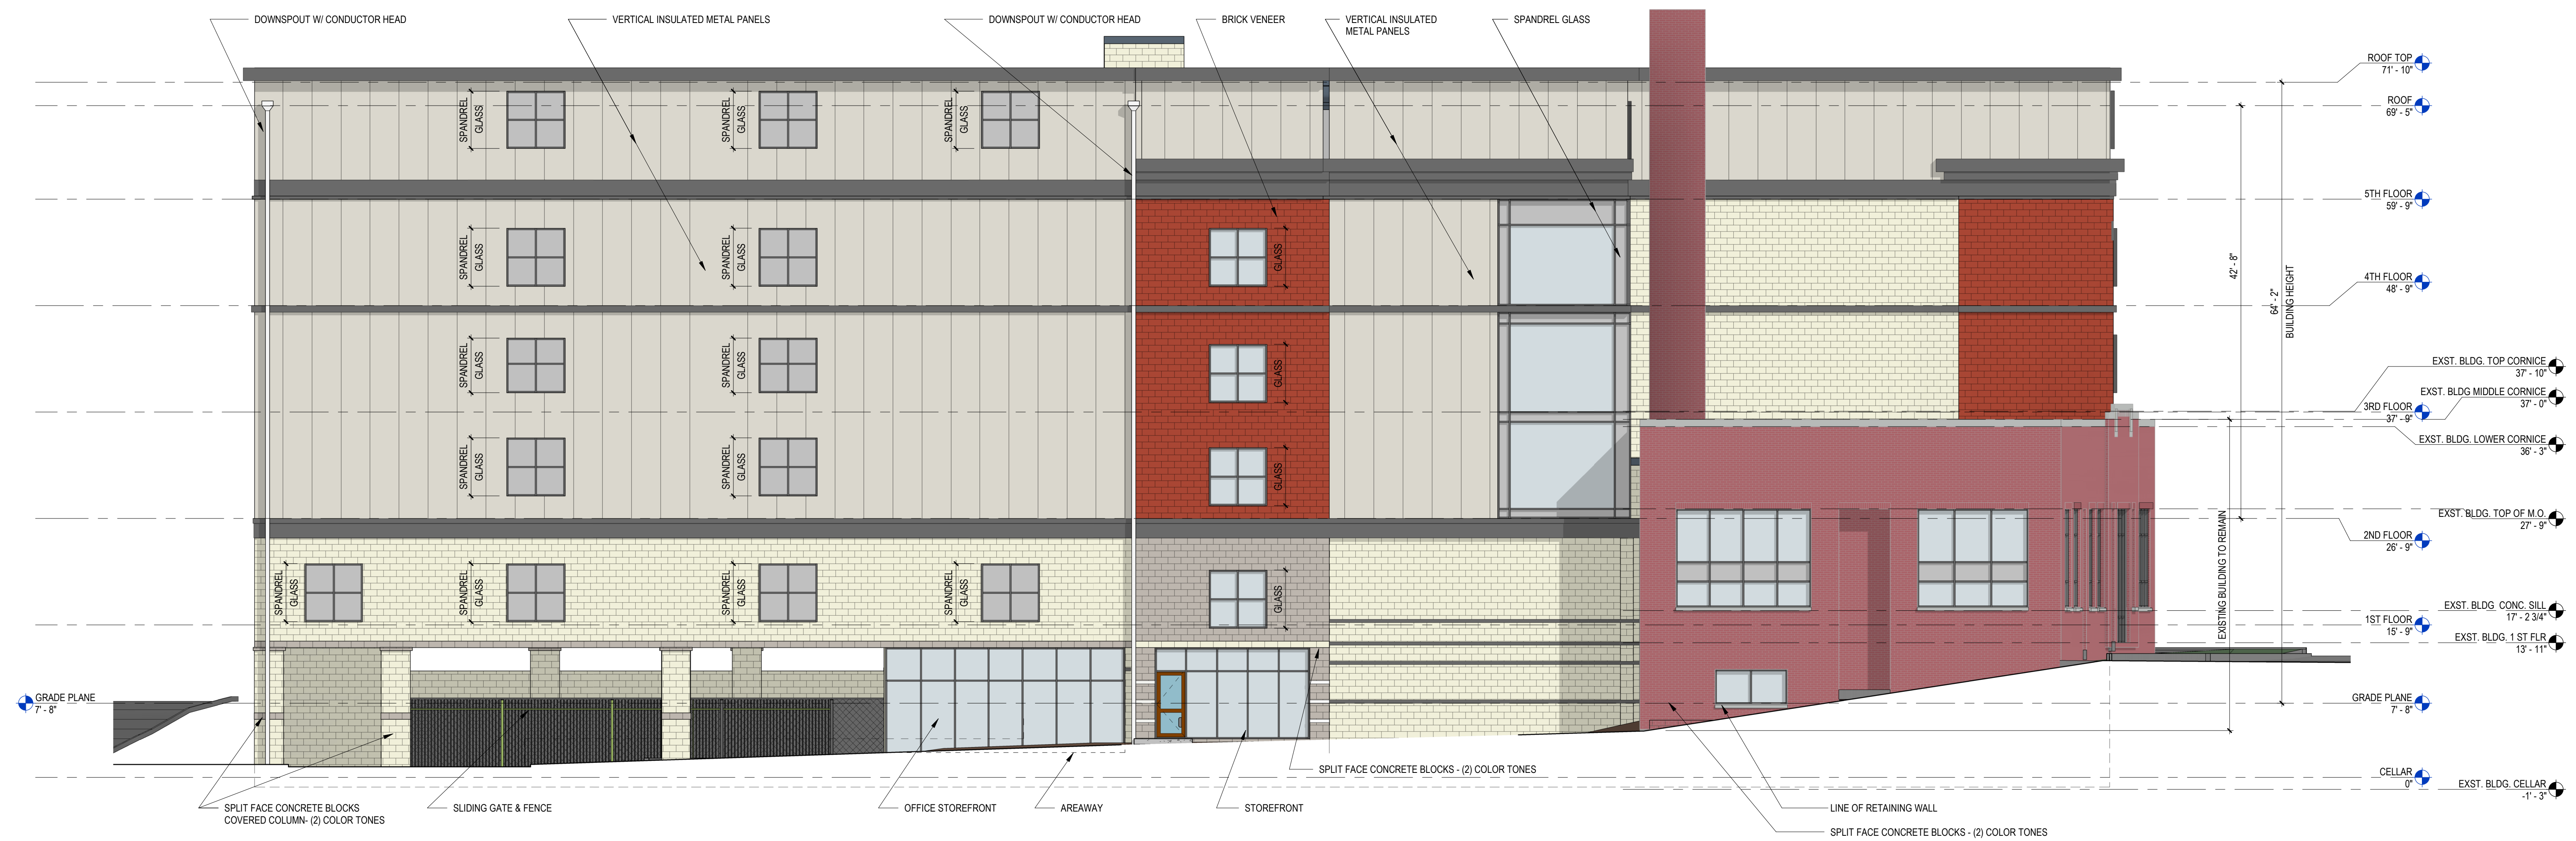 DOWNSPOUT W/ CONDUCTOR HEAD
VERTICAL INSULATED METAL PANELS
DOWNSPOUT W/ CONDUCTOR HEAD
BRICK VENEER
VERTICAL INSULATED
METAL PANELS
SPANDREL GLASS
ROOF TOP
71' - 10"
ROOF
69' - 5"
5TH FLOOR
59' - 9"
4TH FLOOR
48' - 9"
EXST. BLDG. TOP CORNICE
37' - 10"
EXST. BLDG MIDDLE CORNICE
37' - 0"
3RD FLOOR
37' - 9"
EXST. BLDG. LOWER CORNICE
36' - 3"
EXST. BLDG. TOP OF M.O.
27' - 9"
2ND FLOOR
26' - 9"
EXST. BLDG CONC. SILL
17' - 2 3/4"
1ST FLOOR
15' - 9"
EXST. BLDG. 1 ST FLR
13' - 11"
GRADE PLANE
7' - 8"
CELLAR
0"
EXST. BLDG. CELLAR
-1' - 3"
42' - 8"
64' - 2"
BUILDING HEIGHT
EXISTING BUILDING TO REMAIN
SPANDREL
GLASS
SPANDREL
GLASS
SPANDREL
GLASS
SPANDREL
GLASS
SPANDREL
GLASS
GLASS
SPANDREL
GLASS
SPANDREL
GLASS
GLASS
SPANDREL
GLASS
SPANDREL
GLASS
GLASS
SPANDREL
GLASS
SPANDREL
GLASS
SPANDREL
GLASS
SPANDREL
GLASS
GLASS
GRADE PLANE
7' - 8"
SPLIT FACE CONCRETE BLOCKS
COVERED COLUMN- (2) COLOR TONES
SLIDING GATE & FENCE
OFFICE STOREFRONT
AREAWAY
STOREFRONT
SPLIT FACE CONCRETE BLOCKS - (2) COLOR TONES
LINE OF RETAINING WALL
SPLIT FACE CONCRETE BLOCKS - (2) COLOR TONES